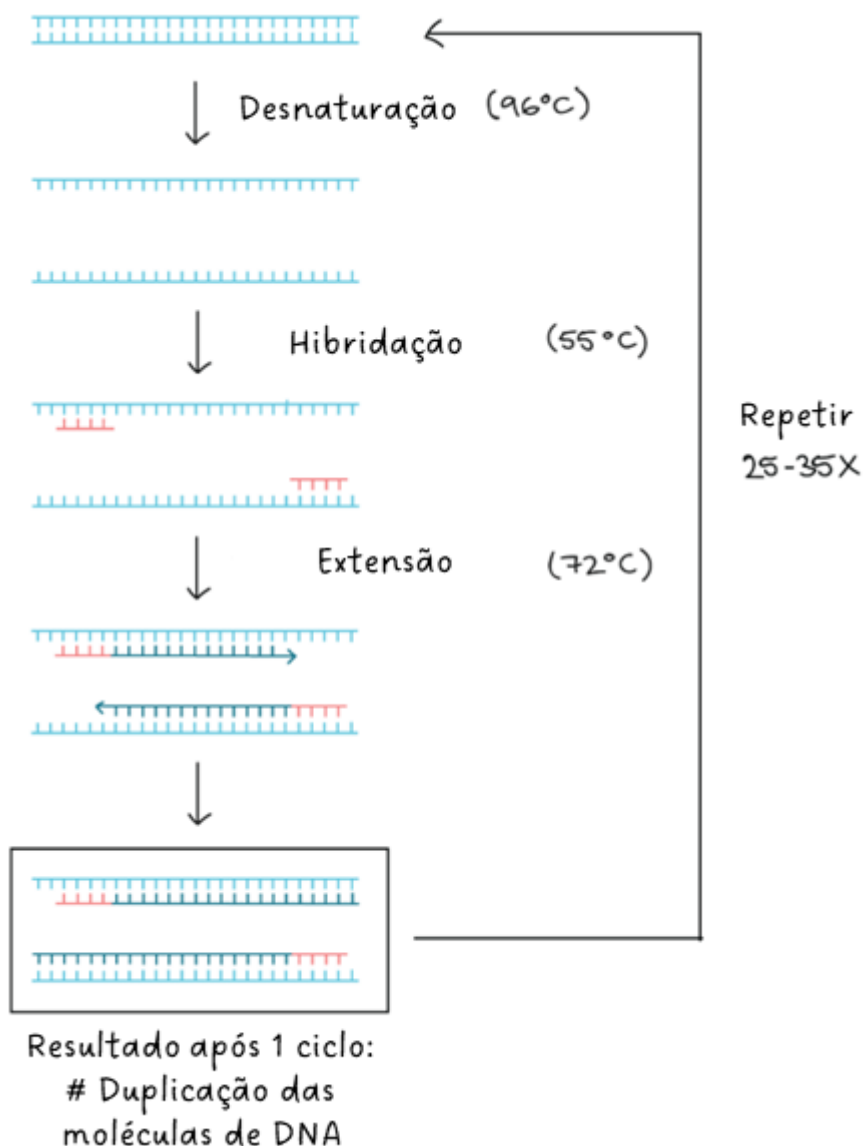 Desnaturação (96°C)
Hibridação (55°C)
Extensão (72°C)
Repetir
25-35X
Resultado após 1 ciclo:
# Duplicação das
moléculas de DNA